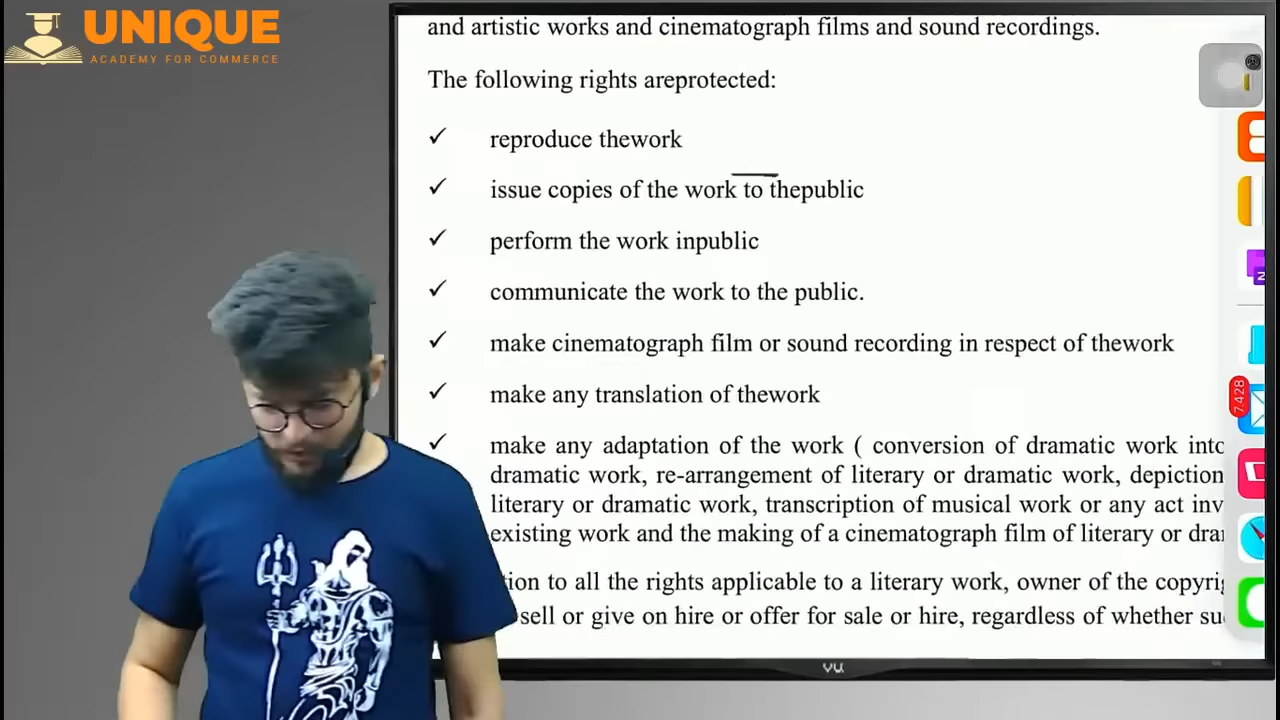 UNIQUE
ACADEMY FOR COMMERCE
and artistic works and cinematograph films and sound recordings.
The following rights areprotected:
✓ reproduce thework
✓ issue copies of the work to thepublic
✓ perform the work inpublic
✓ communicate the work to the public.
✓ make cinematograph film or sound recording in respect of thework
✓ make any translation of thework
✓ make any adaptation of the work ( conversion of dramatic work into
dramatic work, re-arrangement of literary or dramatic work, depiction
literary or dramatic work, transcription of musical work or any act inv
existing work and the making of a cinematograph film of literary or dra
tion to all the rights applicable to a literary work, owner of the copyrig
sell or give on hire or offer for sale or hire, regardless of whether su
7,428
N
VU